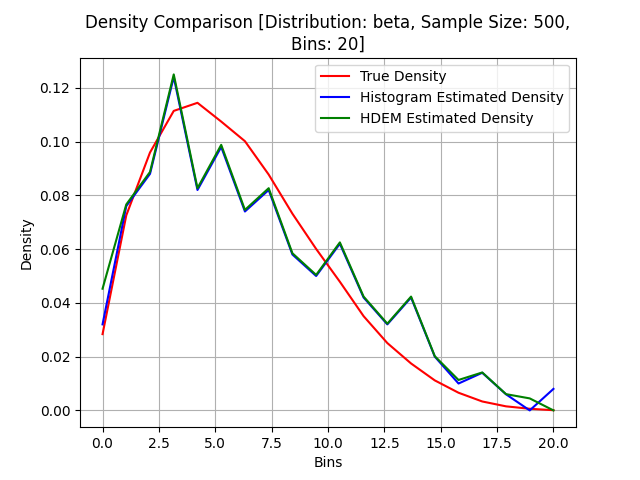 Density Comparison [Distribution: beta, Sample Size: 500,
Bins: 20]
True Density
Histogram Estimated Density
HDEM Estimated Density
Density
0.12
0.10
0.08
0.06
0.04
0.02
0.00
0.0 2.5 5.0 7.5 10.0 12.5 15.0 17.5 20.0
Bins